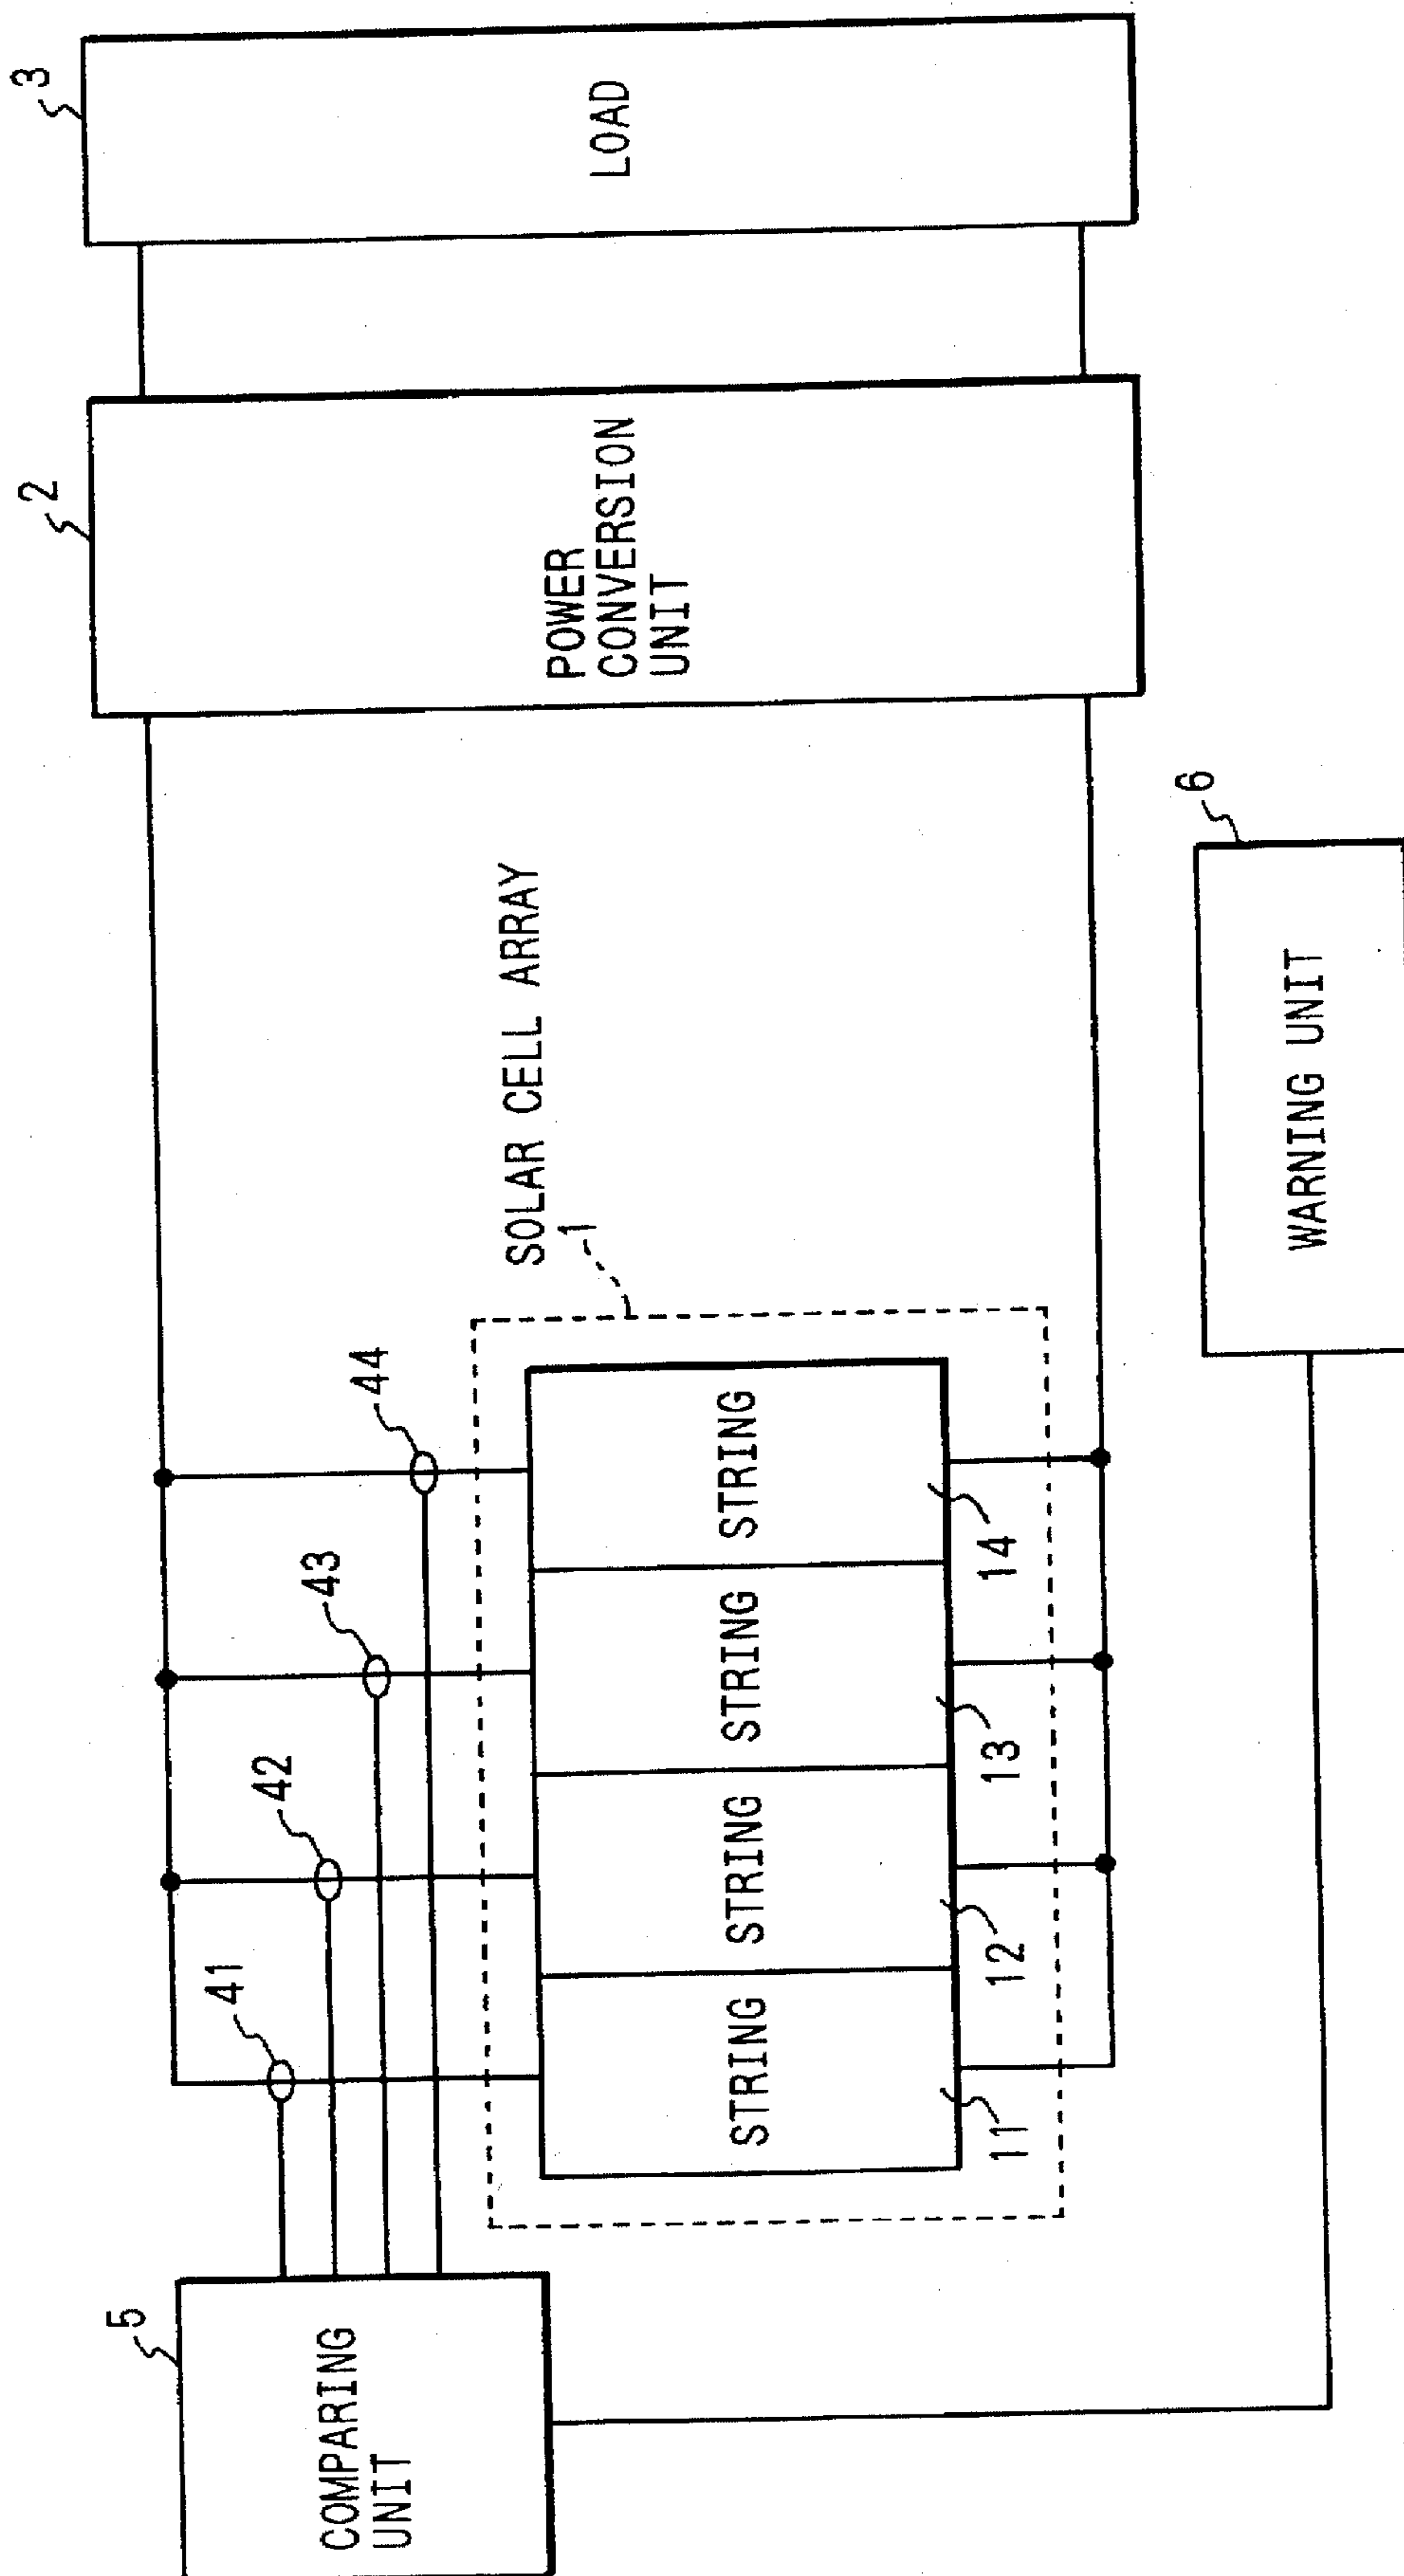 COMPARING
UNIT
5
41
42
43
44
SOLAR CELL ARRAY
1
STRING
STRING
STRING
STRING
11
12
13
14
2
POWER
CONVERSION
UNIT
3
LOAD
6
WARNING UNIT